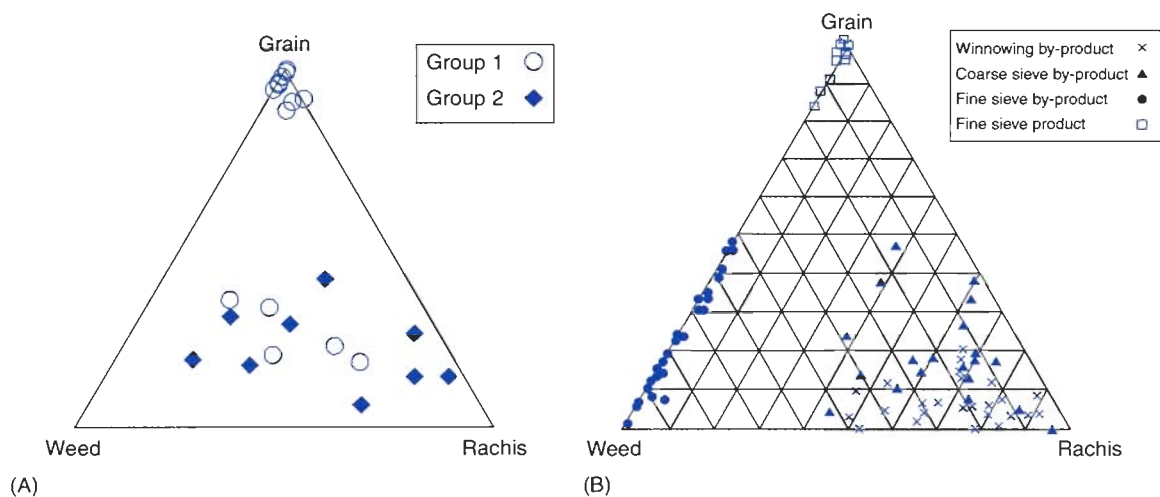 Grain
Group 1
Group 2
Weed
Rachis
(A)
Grain
Winnowing by-product
Coarse sieve by-product
Fine sieve by-product
Fine sieve product
Weed
Rachis
(B)